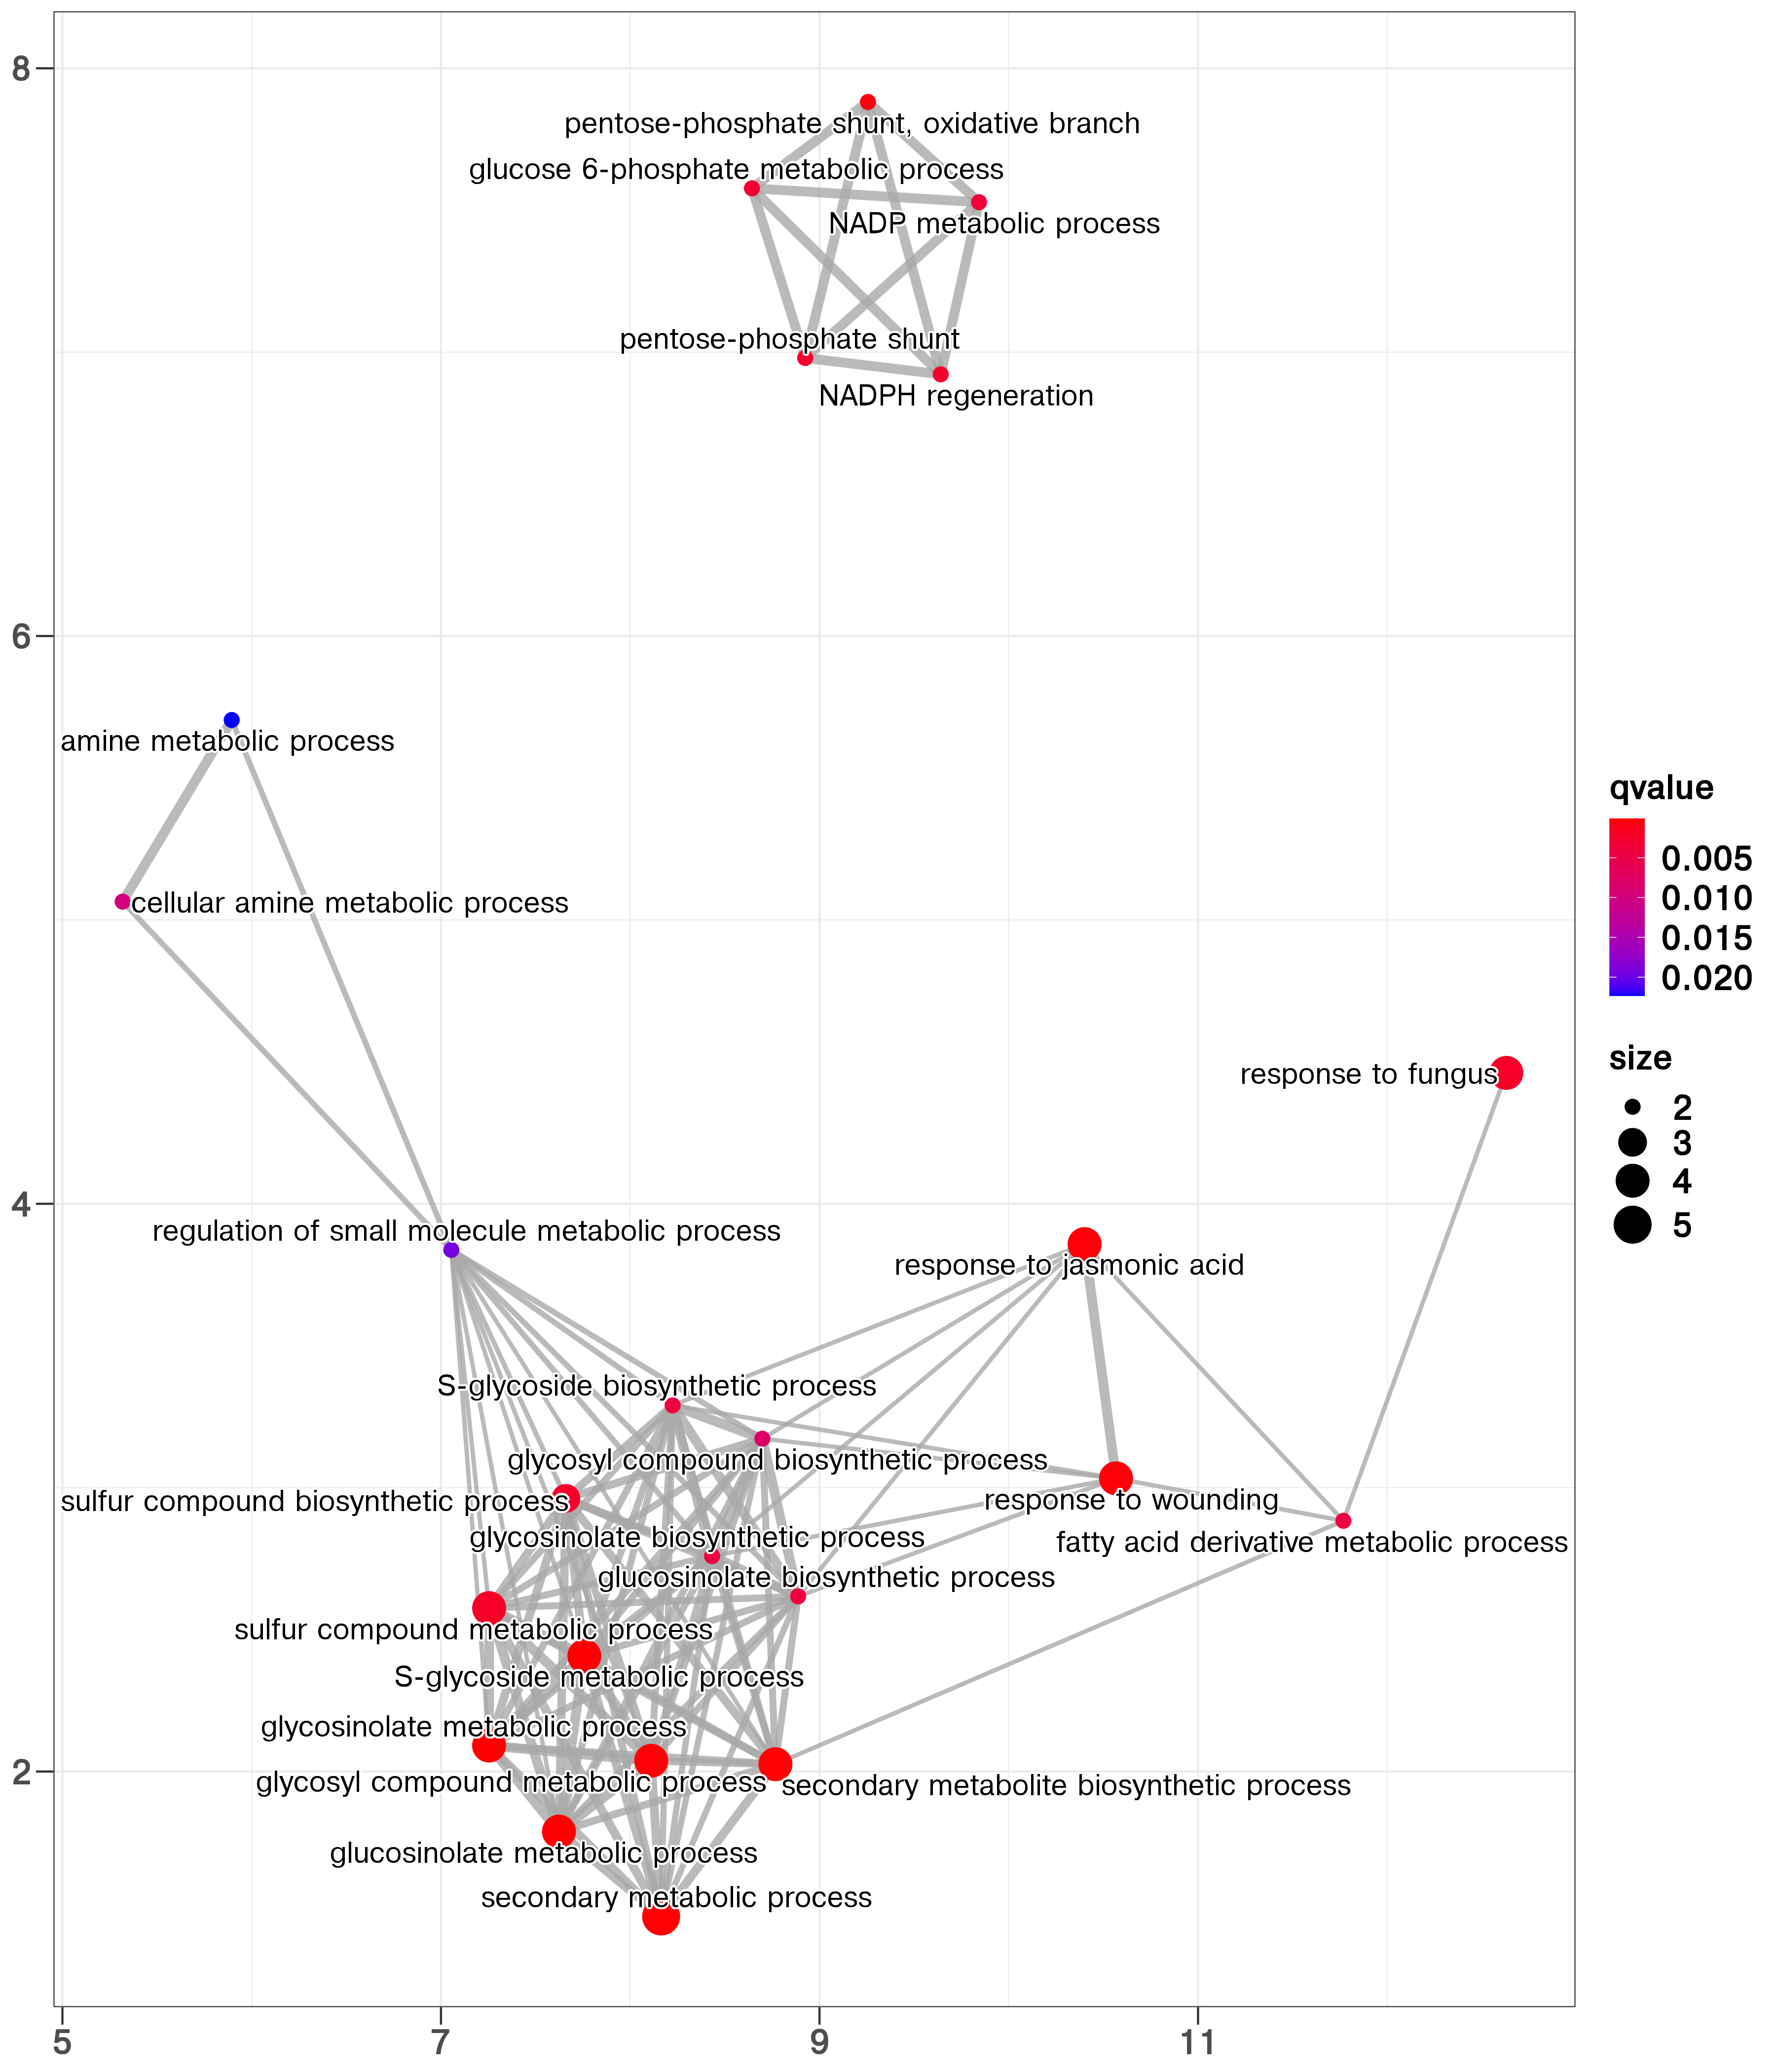 8
pentose-phosphate shunt, oxidative branch
glucose 6-phosphate metabolic process
NADP metabolic process
pentose-phosphate shunt
NADPH regeneration
6
amine metabolic process
cellular amine metabolic process
response to fungus
4
regulation of small molecule metabolic process
response to jasmonic acid
S-glycoside biosynthetic process
glycosyl compound biosynthetic process
sulfur compound biosynthetic process
response to wounding
glycosinolate biosynthetic process
fatty acid derivative metabolic process
glucosinolate biosynthetic process
sulfur compound metabolic process
S-glycoside metabolic process
glycosinolate metabolic process
2
glycosyl compound metabolic process
secondary metabolite biosynthetic process
glucosinolate metabolic process
secondary metabolic process
5 7 9 11
qvalue
0.005
0.010
0.015
0.020
size
2
3
4
5